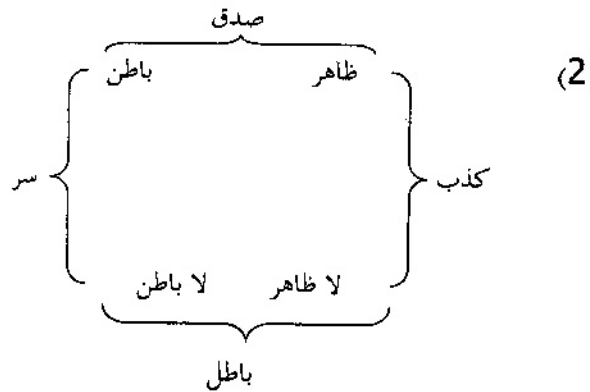 صدق
2) ظاهر باطن
كذب سر
لا ظاهر لا باطن
باطل